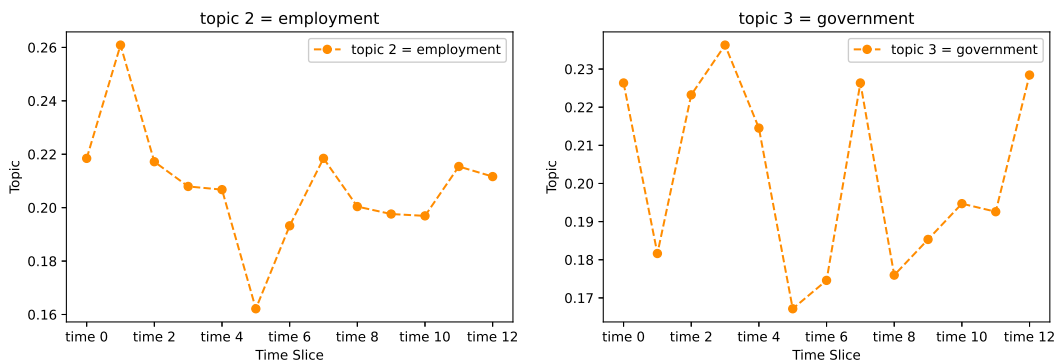 topic 2 = employment
topic 2 = employment
0.26
0.24
0.22
0.20
0.18
0.16
Topic
time 0 time 2 time 4 time 6 time 8 time 10 time 12
Time Slice
topic 3 = government
topic 3 = government
0.23
0.22
0.21
0.20
0.19
0.18
0.17
Topic
time 0 time 2 time 4 time 6 time 8 time 10 time 12
Time Slice